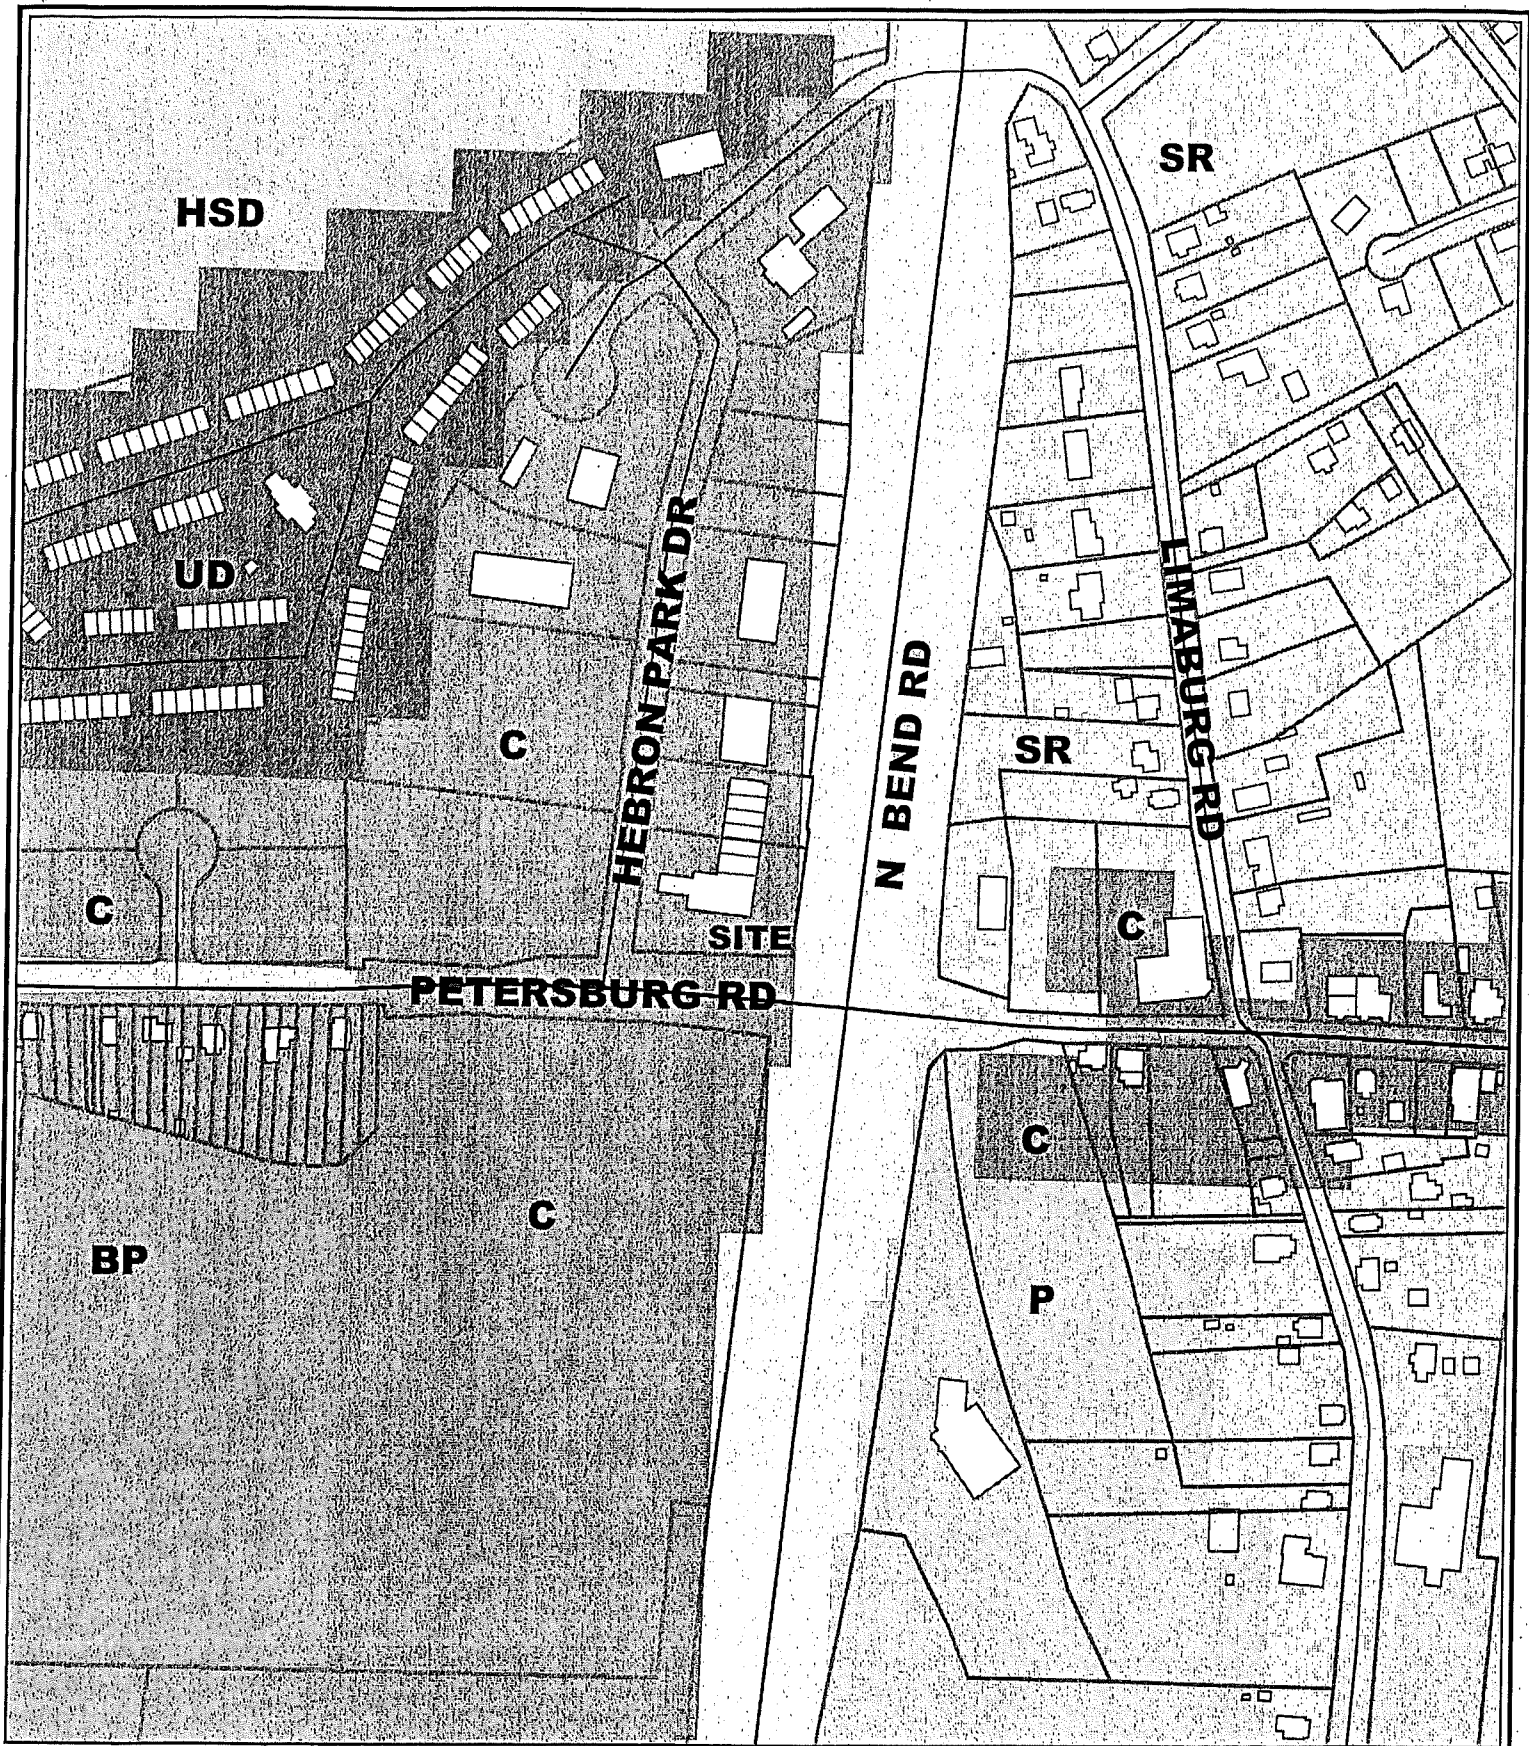 SR
HSD
UD
HEBRON PARK DR
LIMABURG RD
N BEND RD
C
SR
C
C
SITE
PETERSBURG RD
C
C
BP
P